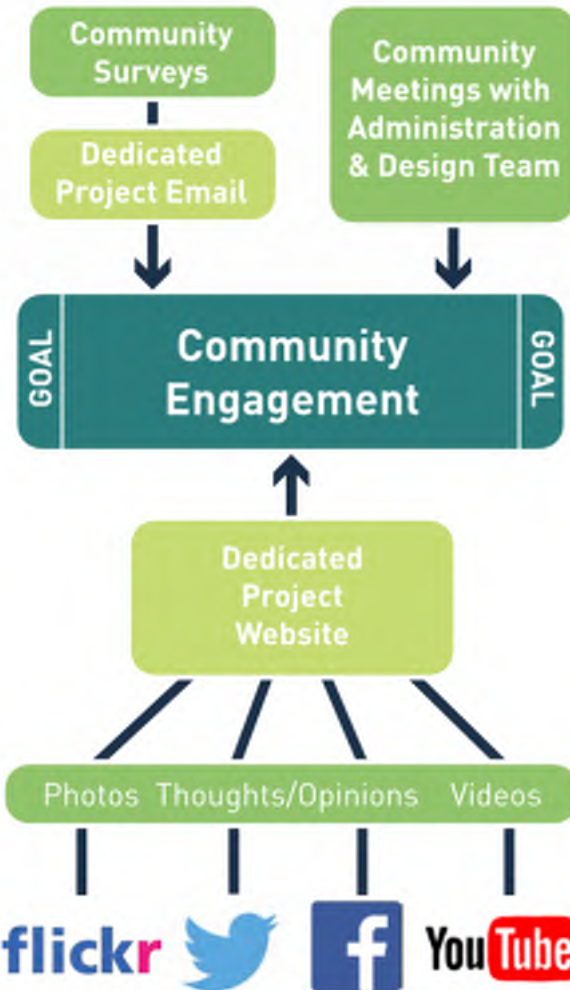 Community
Surveys
Community
Meetings with
Administration
& Design Team
Dedicated
Project Email
GOAL
Community
Engagement
GOAL
Dedicated
Project
Website
Photos Thoughts/Opinions Videos
flickr
f
YouTube